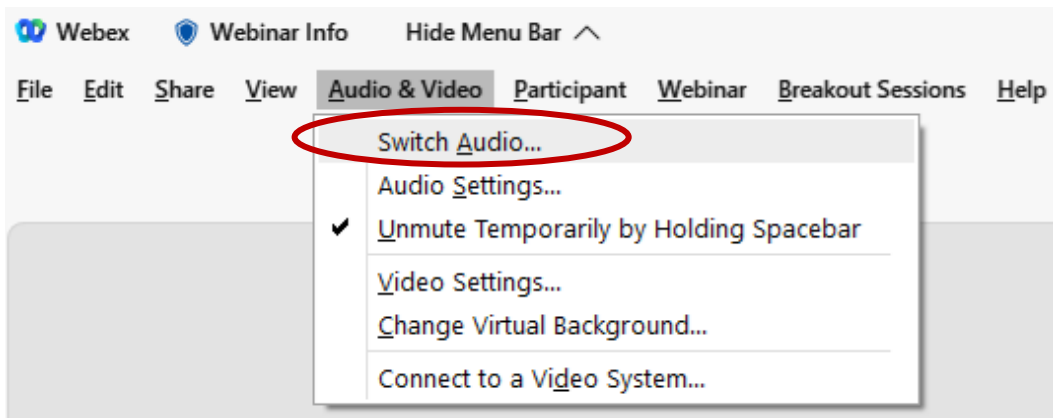 Webex Webinar Info Hide Menu Bar
File Edit Share View Audio & Video Participant Webinar Breakout Sessions Help
Switch Audio...
Audio Settings...
Unmute Temporarily by Holding Spacebar
Video Settings...
Change Virtual Background...
Connect to a Video System...